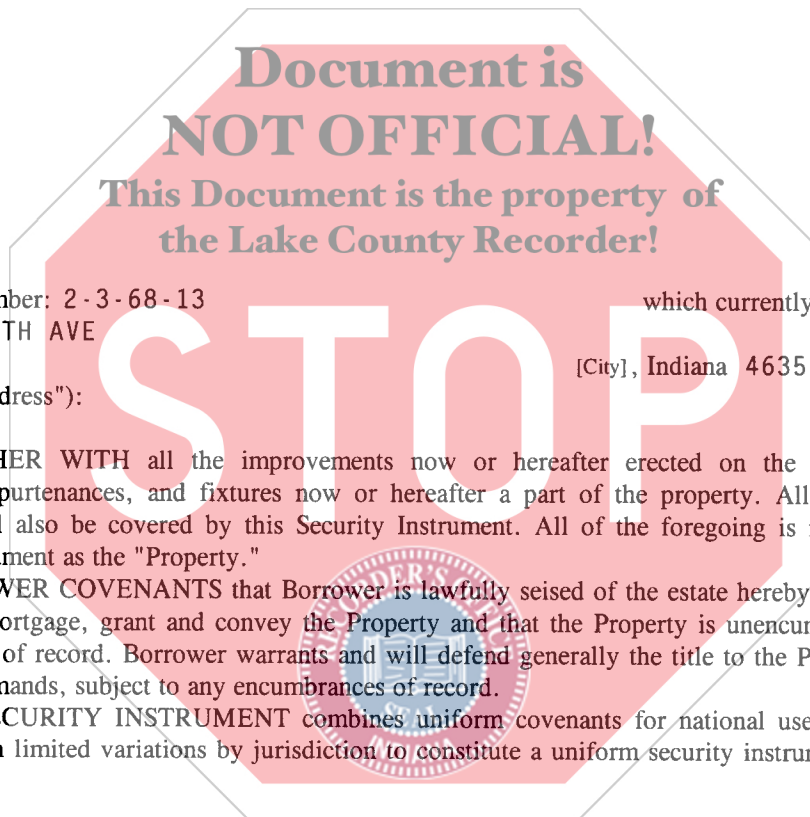 Document is
NOT OFFICIAL!
This Document is the property of
the Lake County Recorder!
mber: 2-3-68-13 which currently
TH AVE
[City], Indiana 4635
dress"):
STOP
HER WITH all the improvements now or hereafter erected on the
purtenances, and fixtures now or hereafter a part of the property. All
l also be covered by this Security Instrument. All of the foregoing is
ment as the "Property."
WER COVENANTS that Borrower is lawfully seised of the estate hereby
ortgage, grant and convey the Property and that the Property is unencu
of record. Borrower warrants and will defend generally the title to the P
mands, subject to any encumbrances of record.
CURITY INSTRUMENT combines uniform covenants for national use
limited variations by jurisdiction to constitute a uniform security instru
RECORDER'S
SEAL